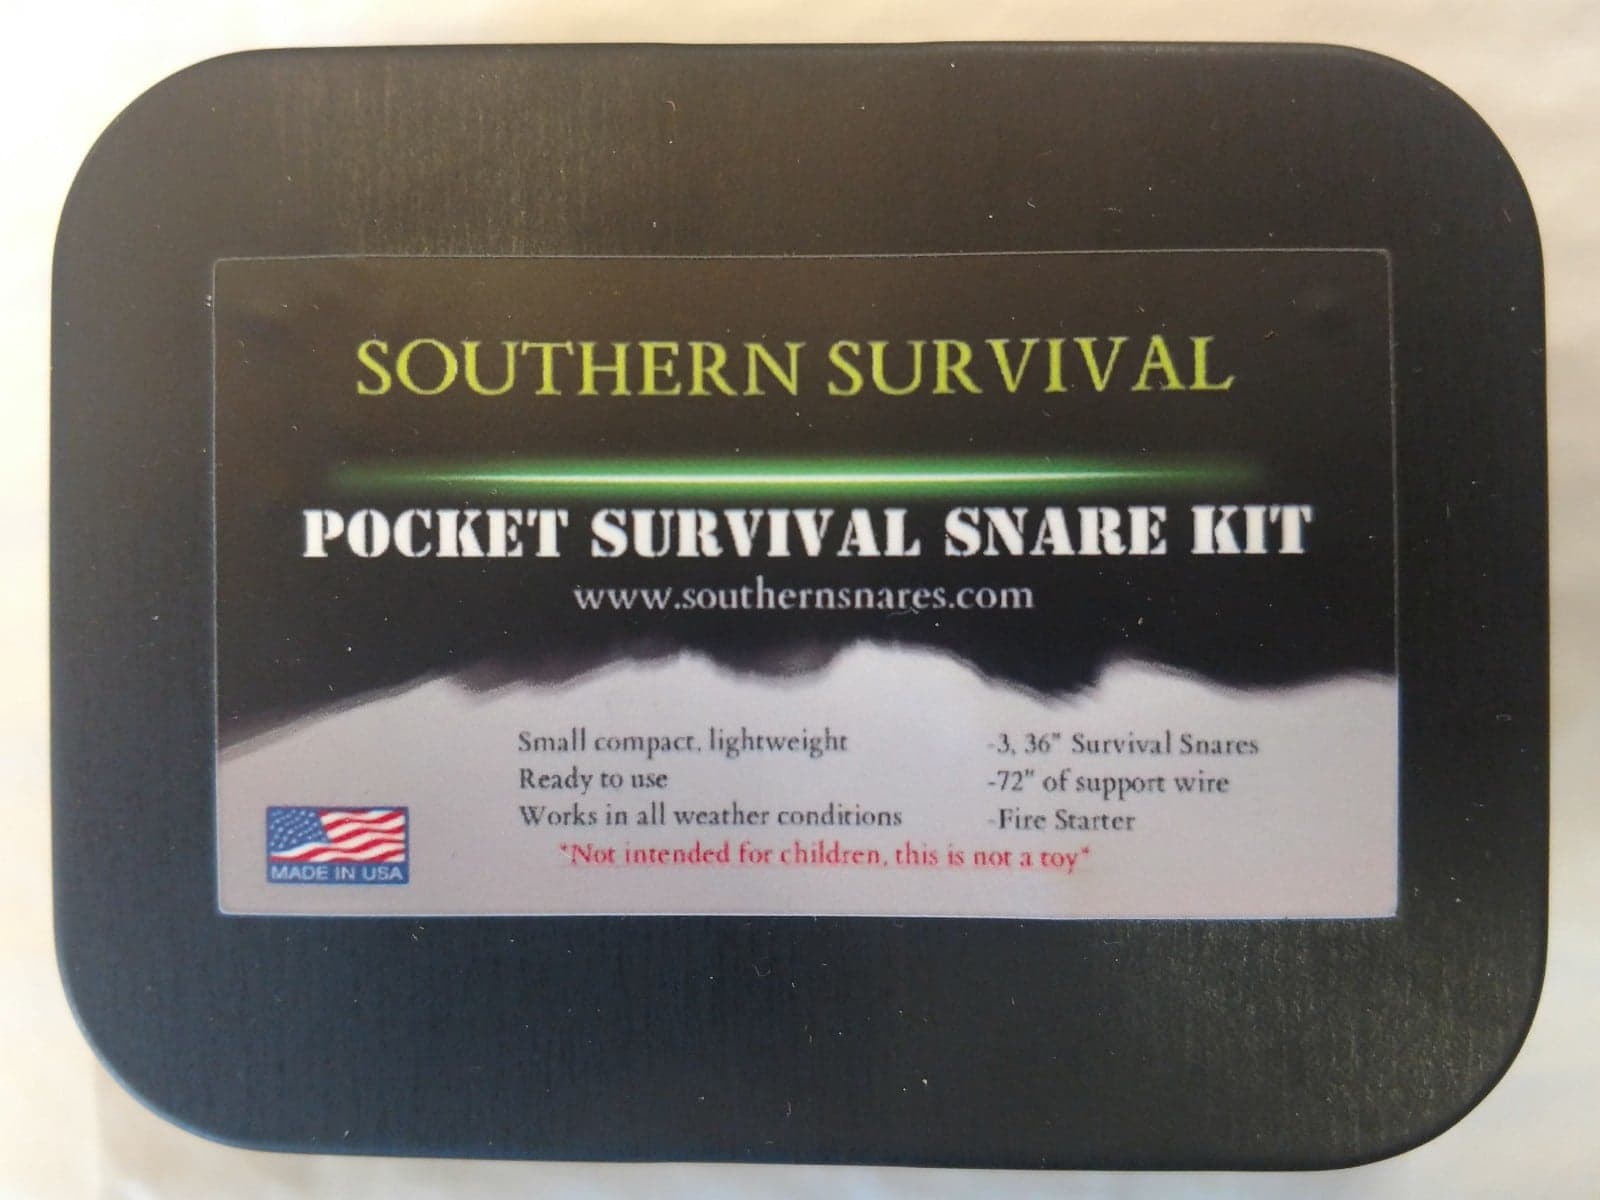 SOUTHERN SURVIVAL
POCKET SURVIVAL SNARE KIT
www.southernsnares.com
Small compact, lightweight
Ready to use
Works in all weather conditions
-3, 36" Survival Snares
-72" of support wire
-Fire Starter
*Not intended for children, this is not a toy*
MADE IN USA